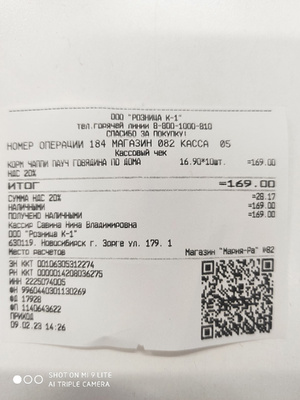 ООО "РОЗНИЦА К-1"
тел.горячей линии 8-800-1000-810
СПАСИБО ЗА ПОКУПКУ!
НОМЕР ОПЕРАЦИИ 184 МАГАЗИН 082 КАССА 05
Кассовый чек
КОРМ ЧАППИ ПАУЧ ГОВЯДИНА ПО ДОМА 16.90*10шт. =169.00
НДС 20%
ИТОГ =169.00
СУММА НДС 20% =28.17
НАЛИЧНЫМИ =169.00
ПОЛУЧЕНО НАЛИЧНЫМИ =169.00
Кассир Савина Нина Владимировна
ООО "Розница К-1"
630119. Новосибирск г. Зорге ул. 179. 1
Место расчетов Магазин "Мария-Ра" #82
ЗН ККТ 00106305312274
РН ККТ 0000014208036275
ИНН 2225074005
ФН 9960440301130269
ФД 17928
ФП 1140643622
ПРИХОД
09.02.23 14:26
SHOT ON MI 9 LITE
AI TRIPLE CAMERA